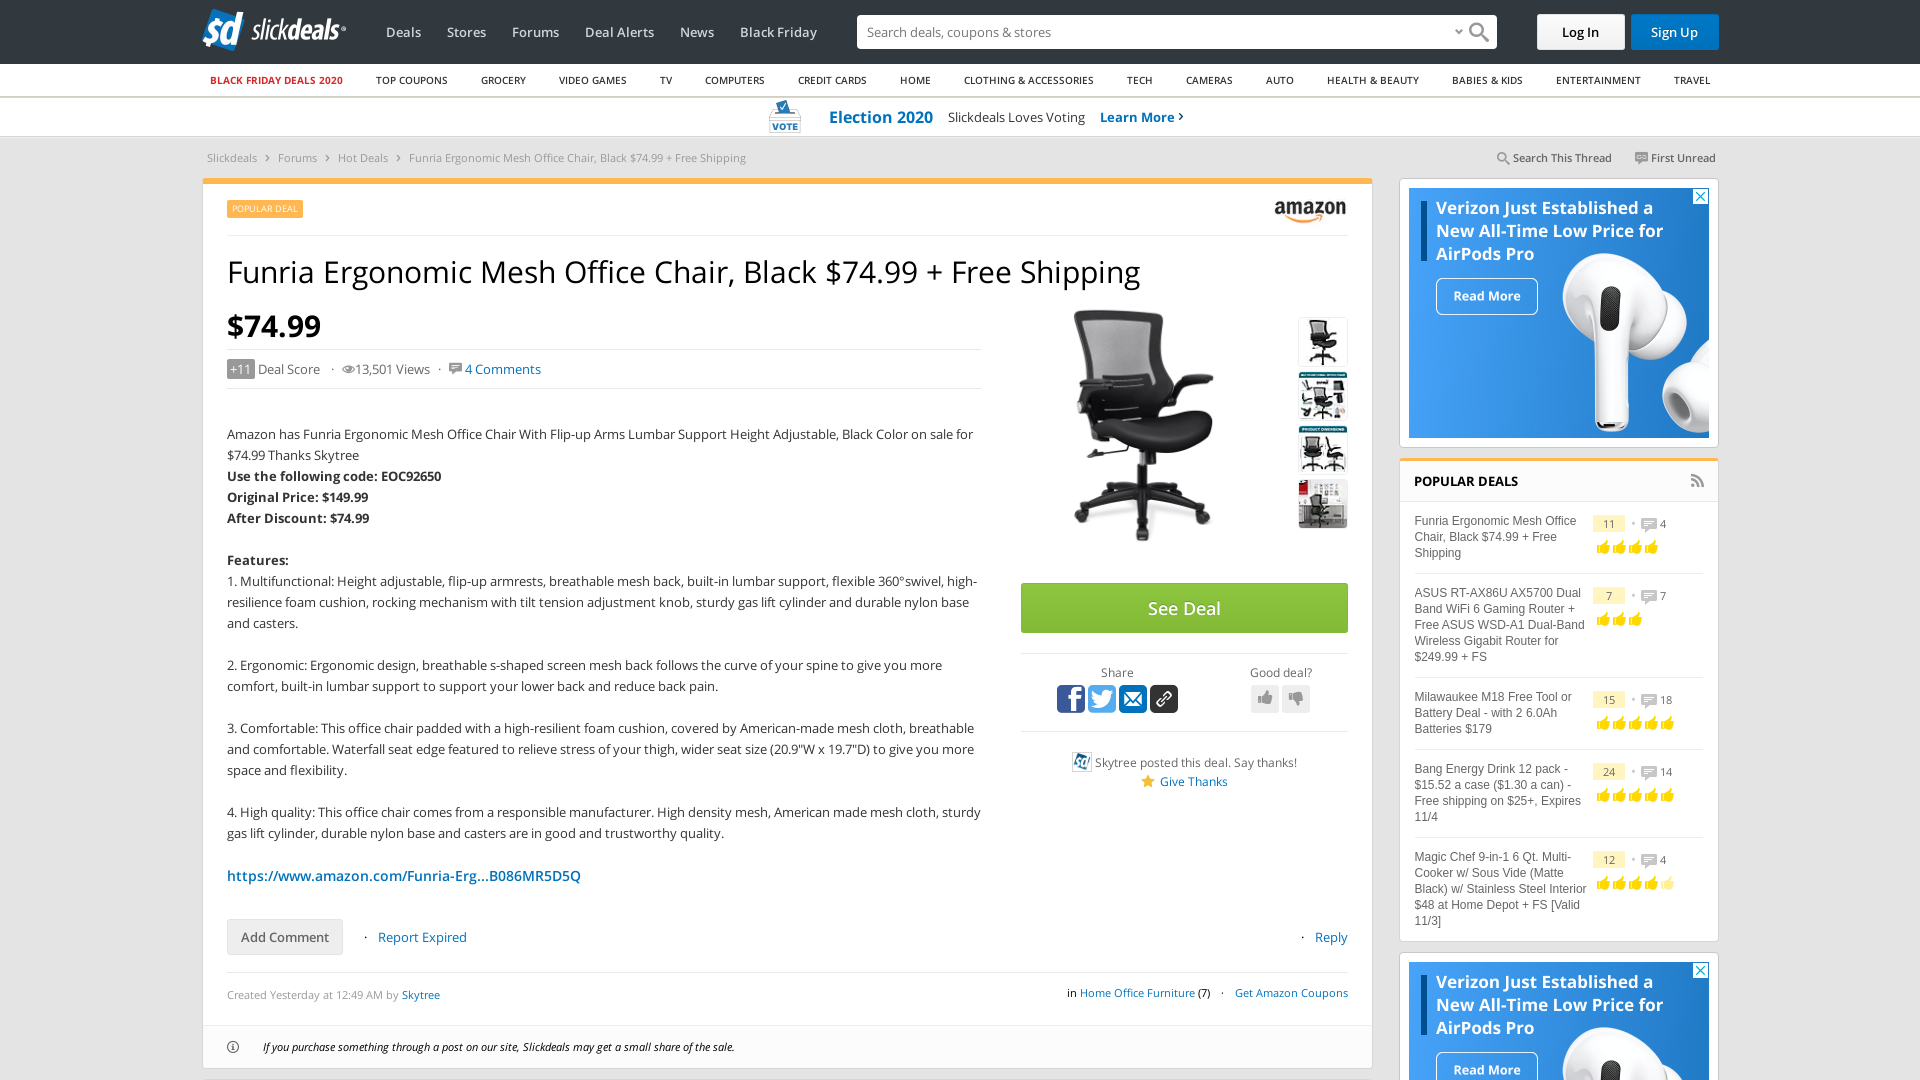 sd slickdeals
Deals Stores Forums Deal Alerts News Black Friday
Search deals, coupons & stores
Log In Sign Up
BLACK FRIDAY DEALS 2020 TOP COUPONS GROCERY VIDEO GAMES TV COMPUTERS CREDIT CARDS HOME CLOTHING & ACCESSORIES TECH CAMERAS AUTO HEALTH & BEAUTY BABIES & KIDS ENTERTAINMENT TRAVEL
VOTE Election 2020 Slickdeals Loves Voting Learn More
Slickdeals Forums Hot Deals Funria Ergonomic Mesh Office Chair, Black $74.99 + Free Shipping
Search This Thread First Unread
POPULAR DEAL
amazon
Funria Ergonomic Mesh Office Chair, Black $74.99 + Free Shipping
$74.99
+11 Deal Score · 13,501 Views · 4 Comments
Amazon has Funria Ergonomic Mesh Office Chair With Flip-up Arms Lumbar Support Height Adjustable, Black Color on sale for
$74.99 Thanks Skytree
Use the following code: EOC92650
Original Price: $149.99
After Discount: $74.99
Features:
1. Multifunctional: Height adjustable, flip-up armrests, breathable mesh back, built-in lumbar support, flexible 360°swivel, high-
resilience foam cushion, rocking mechanism with tilt tension adjustment knob, sturdy gas lift cylinder and durable nylon base
and casters.
2. Ergonomic: Ergonomic design, breathable s-shaped screen mesh back follows the curve of your spine to give you more
comfort, built-in lumbar support to support your lower back and reduce back pain.
3. Comfortable: This office chair padded with a high-resilient foam cushion, covered by American-made mesh cloth, breathable
and comfortable. Waterfall seat edge featured to relieve stress of your thigh, wider seat size (20.9"W x 19.7"D) to give you more
space and flexibility.
4. High quality: This office chair comes from a responsible manufacturer. High density mesh, American made mesh cloth, sturdy
gas lift cylinder, durable nylon base and casters are in good and trustworthy quality.
https://www.amazon.com/Funria-Erg...B086MR5D5Q
See Deal
Share
Good deal?
sd Skytree posted this deal. Say thanks!
Give Thanks
Add Comment · Report Expired
· Reply
Created Yesterday at 12:49 AM by Skytree
in Home Office Furniture (7) · Get Amazon Coupons
If you purchase something through a post on our site, Slickdeals may get a small share of the sale.
Verizon Just Established a
New All-Time Low Price for
AirPods Pro
Read More
POPULAR DEALS
Funria Ergonomic Mesh Office
Chair, Black $74.99 + Free
Shipping
11 • 4
ASUS RT-AX86U AX5700 Dual
Band WiFi 6 Gaming Router +
Free ASUS WSD-A1 Dual-Band
Wireless Gigabit Router for
$249.99 + FS
7 • 7
Milawaukee M18 Free Tool or
Battery Deal - with 2 6.0Ah
Batteries $179
15 • 18
Bang Energy Drink 12 pack -
$15.52 a case ($1.30 a can) -
Free shipping on $25+, Expires
11/4
24 • 14
Magic Chef 9-in-1 6 Qt. Multi-
Cooker w/ Sous Vide (Matte
Black) w/ Stainless Steel Interior
$48 at Home Depot + FS [Valid
11/3]
12 • 4
Verizon Just Established a
New All-Time Low Price for
AirPods Pro
Read More